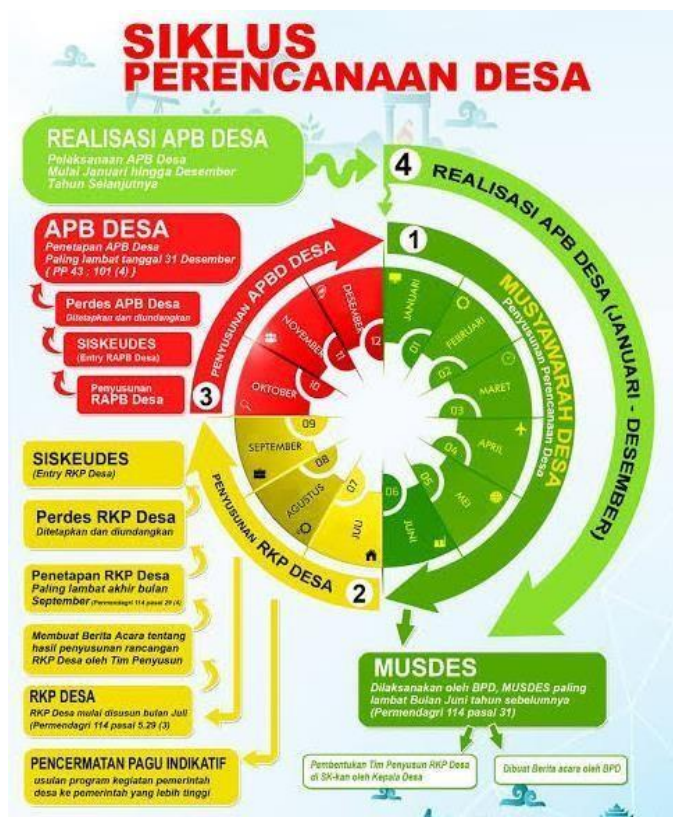 SIKLUS
PERENCANAAN DESA
REALISASI APB DESA
Pelaksanaan APB Desa
Mulai Januari hingga Desember
Tahun Selanjutnya
4
REALISASI APB DESA (JANUARI - DESEMBER)
APB DESA
Penetapan APB Desa
Paling lambat tanggal 31 Desember
( PP 43 : 101 (4) )
Perdes APB Desa
Ditetapkan dan diundangkan
SISKEUDES
(Entry RAPB Desa)
Penyusunan
RAPB Desa
3
PENYUSUNAN APBD DESA
1
MUSYAWARAH DESA
Penyusunan Perencanaan Desa
JANUARI
01
FEBRUARI
02
MARET
03
APRIL
04
MEI
05
JUNI
06
JULI
07
AGUSTUS
08
SEPTEMBER
09
OKTOBER
10
NOVEMBER
11
DESEMBER
12
PENYUSUNAN RKP DESA
2
SISKEUDES
(Entry RKP Desa)
Perdes RKP Desa
Ditetapkan dan diundangkan
Penetapan RKP Desa
Paling lambat akhir bulan
September (Permendagri 114 pasal 29 (4)
Membuat Berita Acara tentang
hasil penyusunan rancangan
RKP Desa oleh Tim Penyusun
RKP DESA
RKP Desa mulai disusun bulan Juli
(Permendagri 114 pasal 5.29 (3)
PENCERMATAN PAGU INDIKATIF
usulan program kegiatan pemerintah
desa ke pemerintah yang lebih tinggi
MUSDES
Dilaksanakan oleh BPD, MUSDES paling
lambat Bulan Juni tahun sebelumnya
(Permendagri 114 pasal 31)
Pembentukan Tim Penyusun RKP Desa
di SK-kan oleh Kepala Desa
Dibuat Berita acara oleh BPD